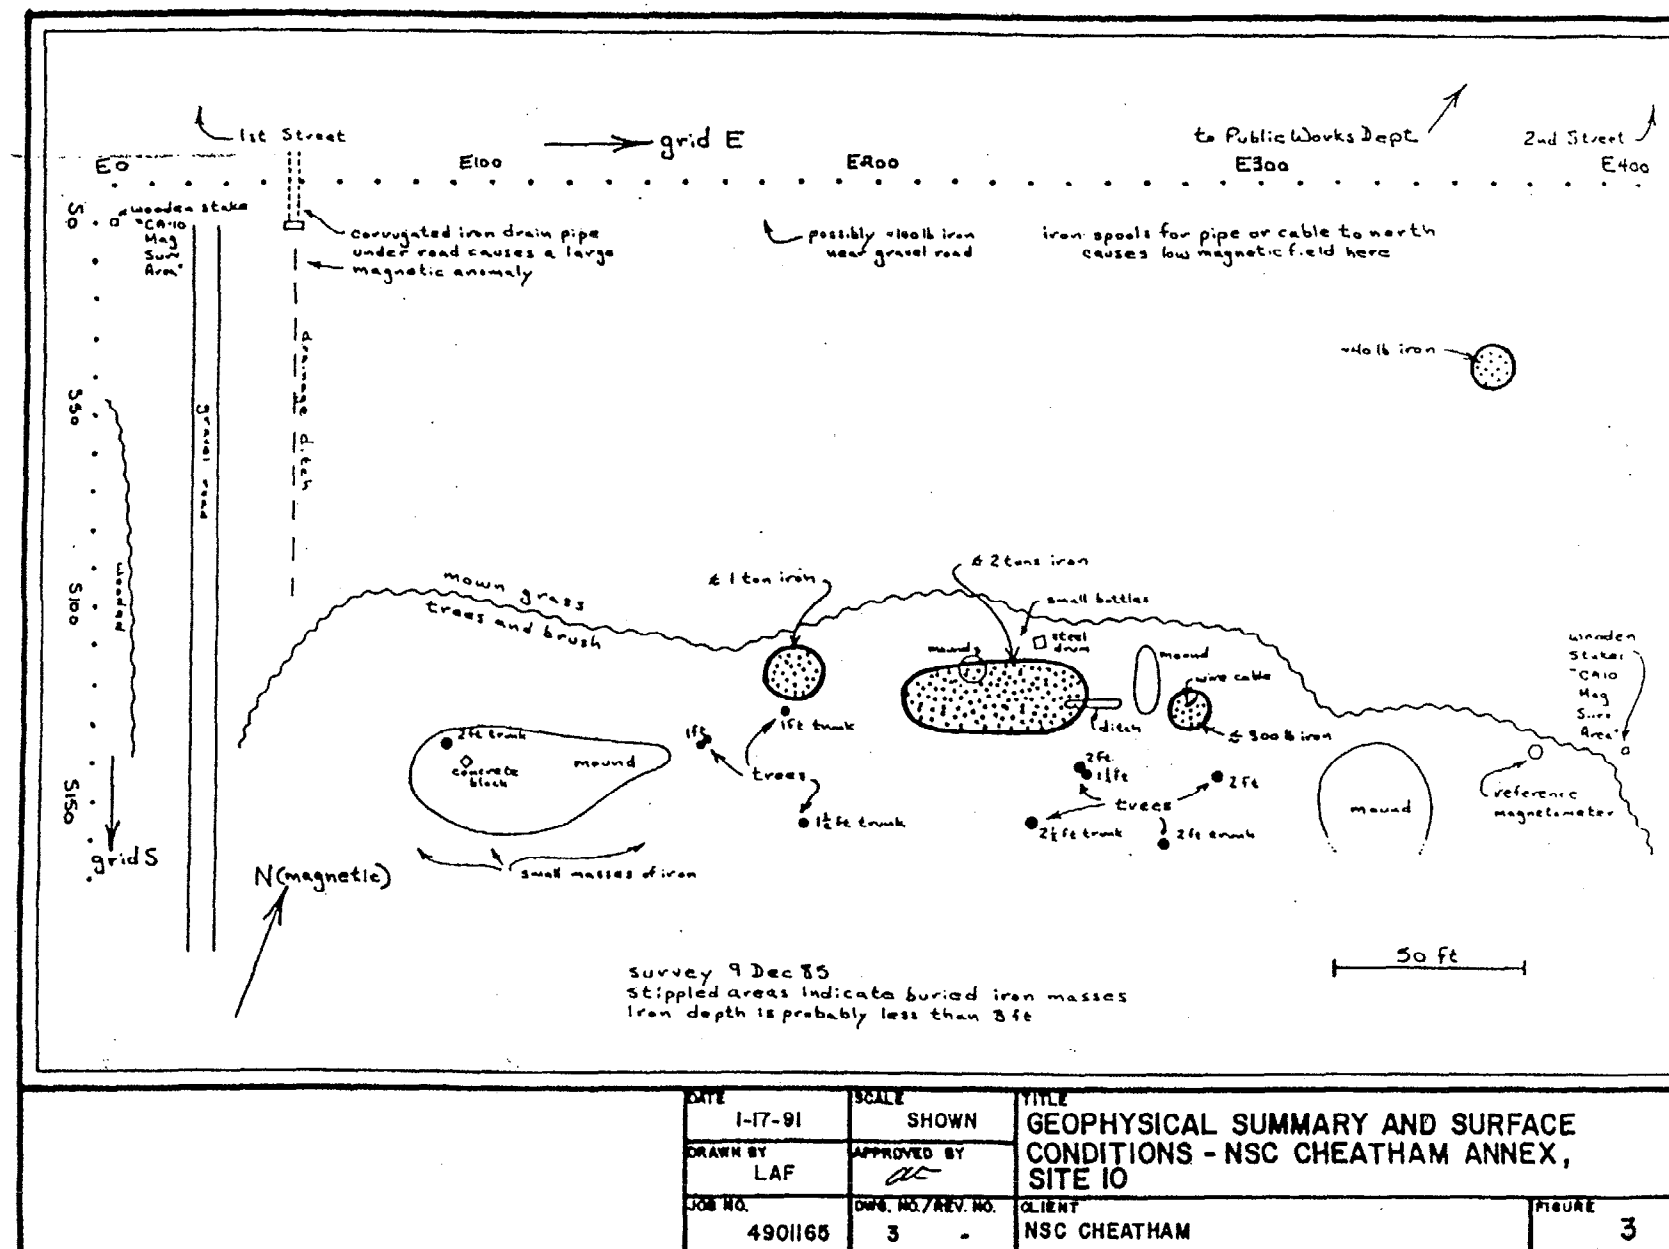 1st Street
grid E
to Public Works Dept.
2nd Street
E0
E100
E200
E300
E400
S0
wooden stake
"CA-10
Mag
Surv
Area"
corrugated iron drain pipe
under road causes a large
magnetic anomaly
possibly ~100 lb iron
near gravel road
iron spools for pipe or cable to north
causes low magnetic field here
drainage ditch
~40 lb iron
S50
gravel road
wooded
S100
mown grass
trees and brush
≤ 1 ton iron
≤ 2 tons iron
small bottles
steel
drum
mounds
mound
wire cable
ditch
≤ 300 lb iron
wooden
stake
"CA10
Mag
Surv
Area"
1ft trunk
1ft
2ft trunk
concrete
block
mound
trees
1½ ft trunk
2ft
1½ft
trees
2ft
2½ ft trunk
2ft trunk
mound
reference
magnetometer
S150
grid S
N (magnetic)
small masses of iron
50 ft
survey 9 Dec 85
Stippled areas indicate buried iron masses
Iron depth is probably less than 3 ft
DATE
1-17-91
SCALE
SHOWN
TITLE
GEOPHYSICAL SUMMARY AND SURFACE
CONDITIONS - NSC CHEATHAM ANNEX,
SITE 10
DRAWN BY
LAF
APPROVED BY
JOB NO.
4901165
DWG. NO./REV. NO.
3 -
CLIENT
NSC CHEATHAM
FIGURE
3